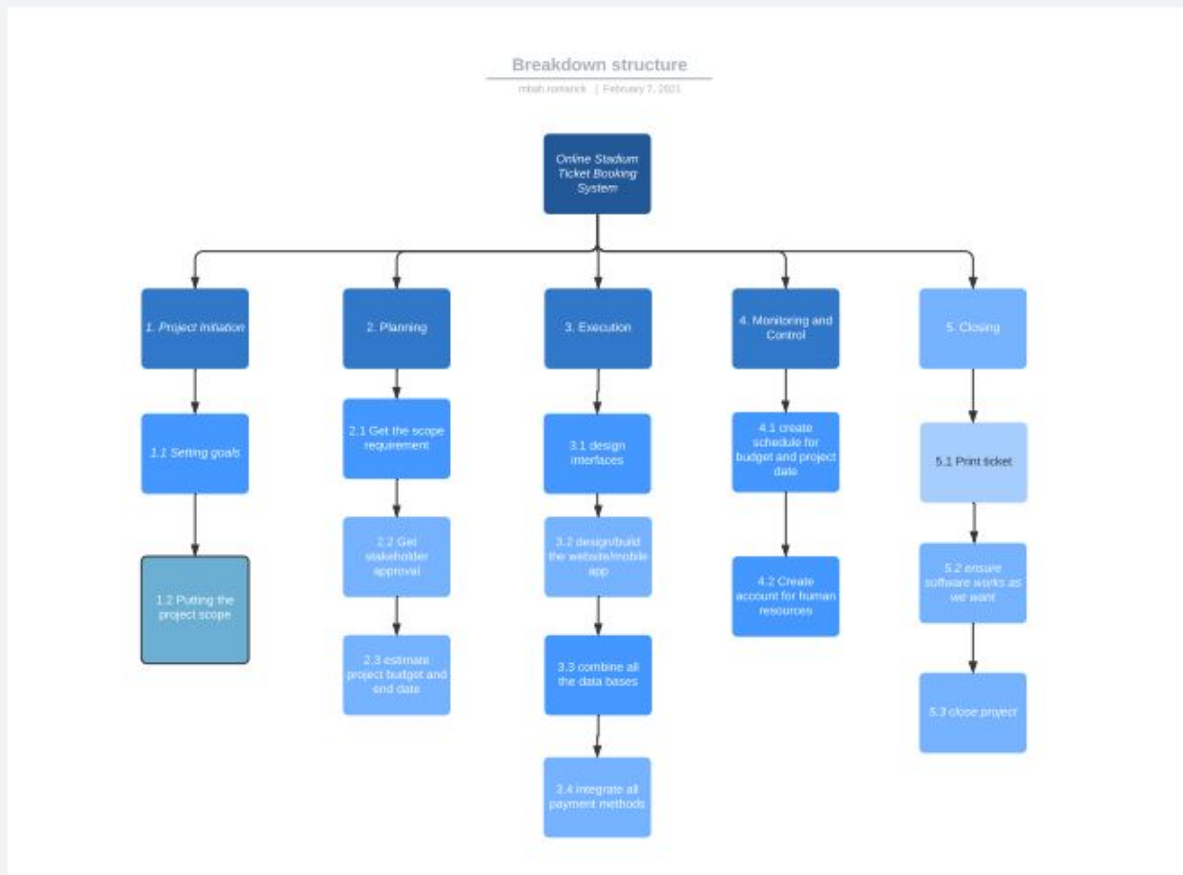 Breakdown structure
mbah.romarick | February 7, 2021
Online Stadium
Ticket Booking
System
1. Project Initiation
2. Planning
3. Execution
4. Monitoring and
Control
5. Closing
1.1 Setting goals
2.1 Get the scope
requirement
3.1 design
interfaces
4.1 create
schedule for
budget and project
date
5.1 Print ticket
1.2 Putting the
project scope
2.2 Get
stakeholder
approval
3.2 design/build
the website/mobile
app
4.2 Create
account for human
resources
5.2 ensure
software works as
we want
2.3 estimate
project budget and
end date
3.3 combine all
the data bases
5.3 close project
3.4 integrate all
payment methods